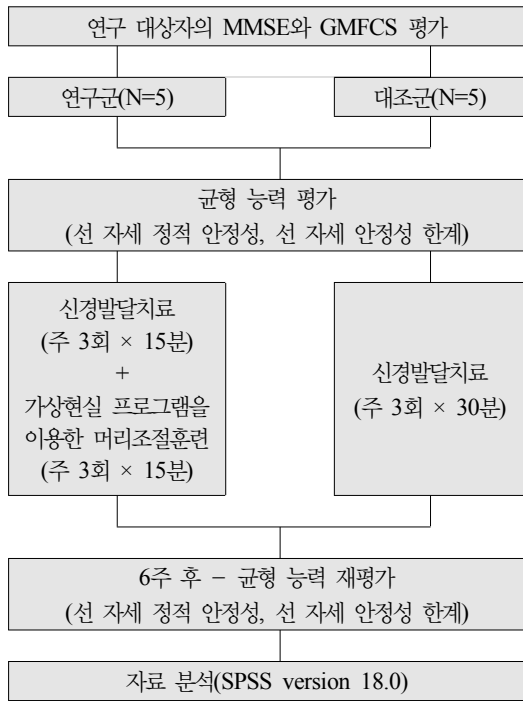 연구 대상자의 MMSE와 GMFCS 평가
연구군(N=5)
대조군(N=5)
균형 능력 평가
(선 자세 정적 안정성, 선 자세 안정성 한계)
신경발달치료
(주 3회 × 15분)
+
가상현실 프로그램을
이용한 머리조절훈련
(주 3회 × 15분)
신경발달치료
(주 3회 × 30분)
6주 후 − 균형 능력 재평가
(선 자세 정적 안정성, 선 자세 안정성 한계)
자료 분석(SPSS version 18.0)